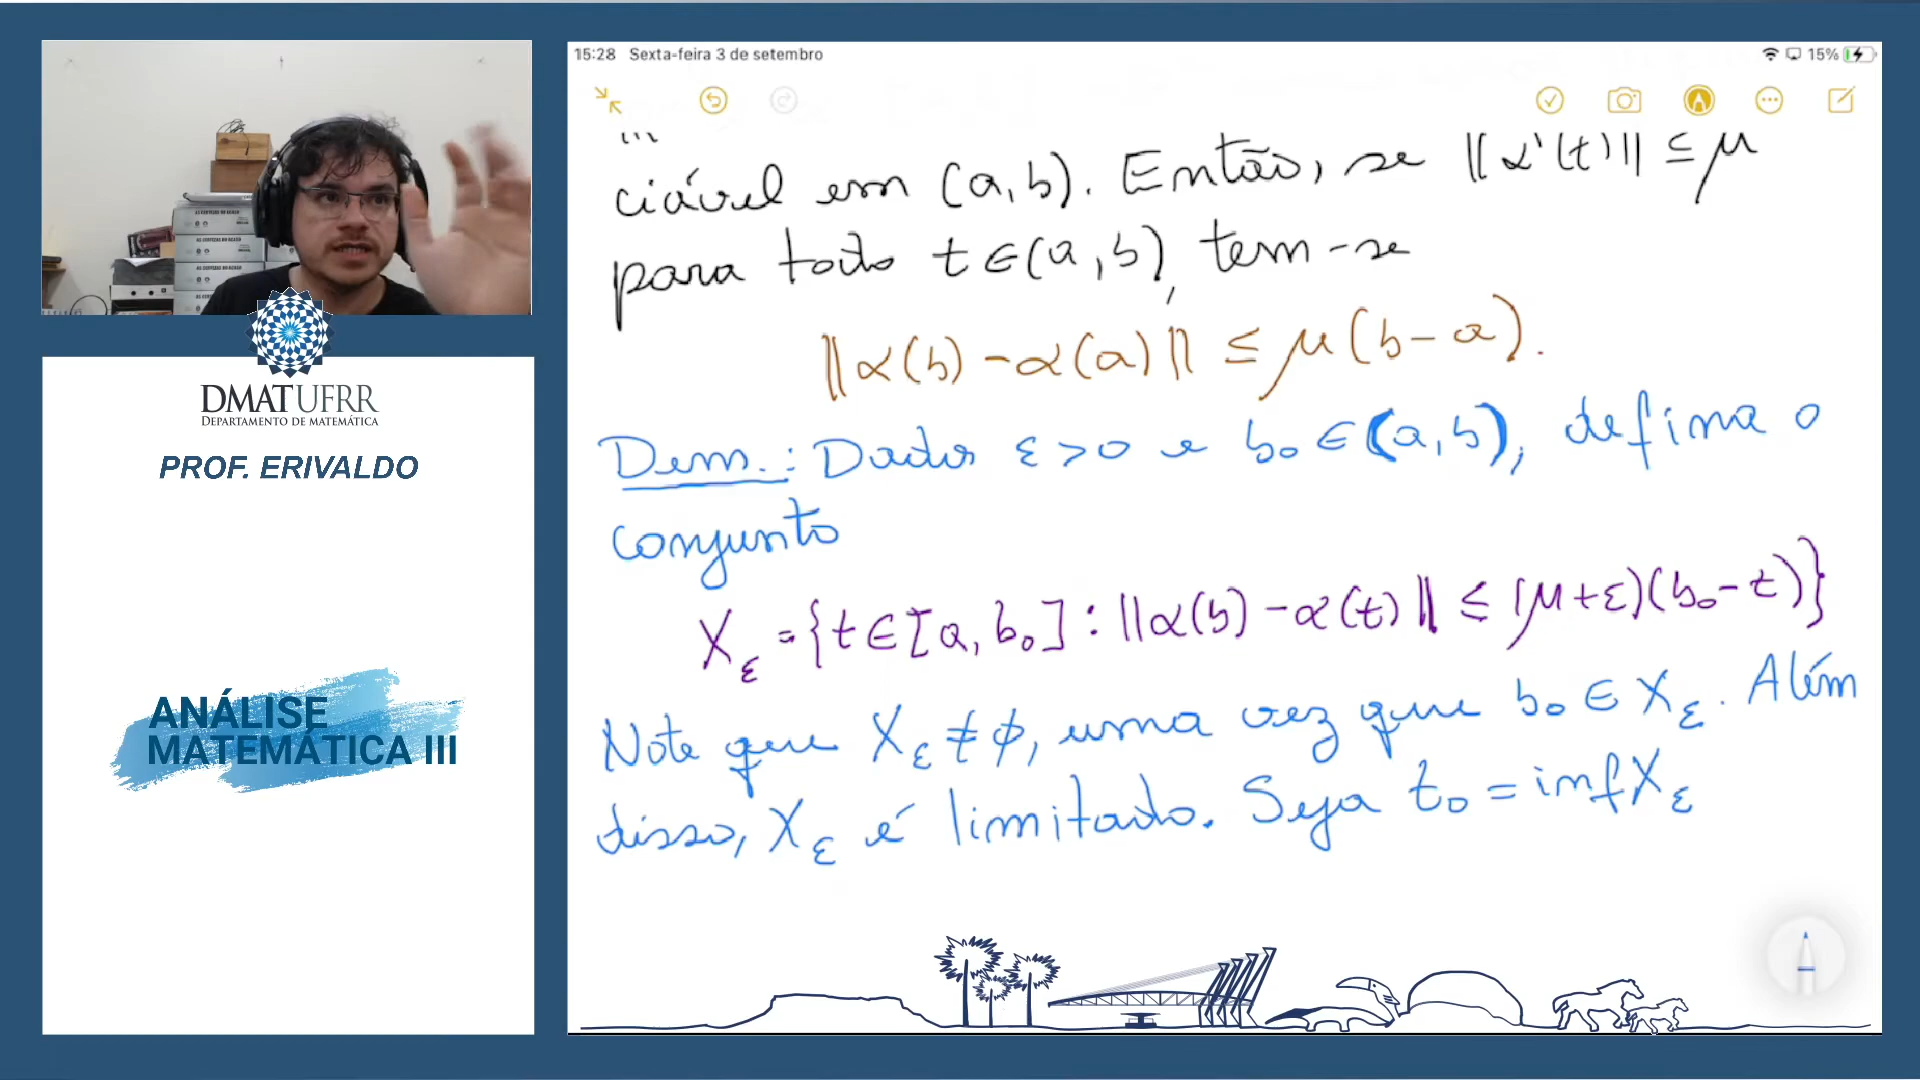 15:28 Sexta-feira 3 de setembro
15%
ciável em (a,b). Então, se ||α'(t)|| ≤ μ
para todo t∈(a,b), tem-se
||α(b)-α(a)|| ≤ μ(b-a).
Dem.: Dados ε>0 e b₀∈(a,b), defina o
conjunto
X_ε={t∈[a,b₀]:||α(b)-α(t)|| ≤ (μ+ε)(b₀-t)}
Note que X_ε≠∅, uma vez que b₀∈X_ε. Além
disso, X_ε é limitado. Seja t₀=inf X_ε
DMATUFRR
DEPARTAMENTO DE MATEMÁTICA
PROF. ERIVALDO
ANÁLISE
MATEMÁTICA III